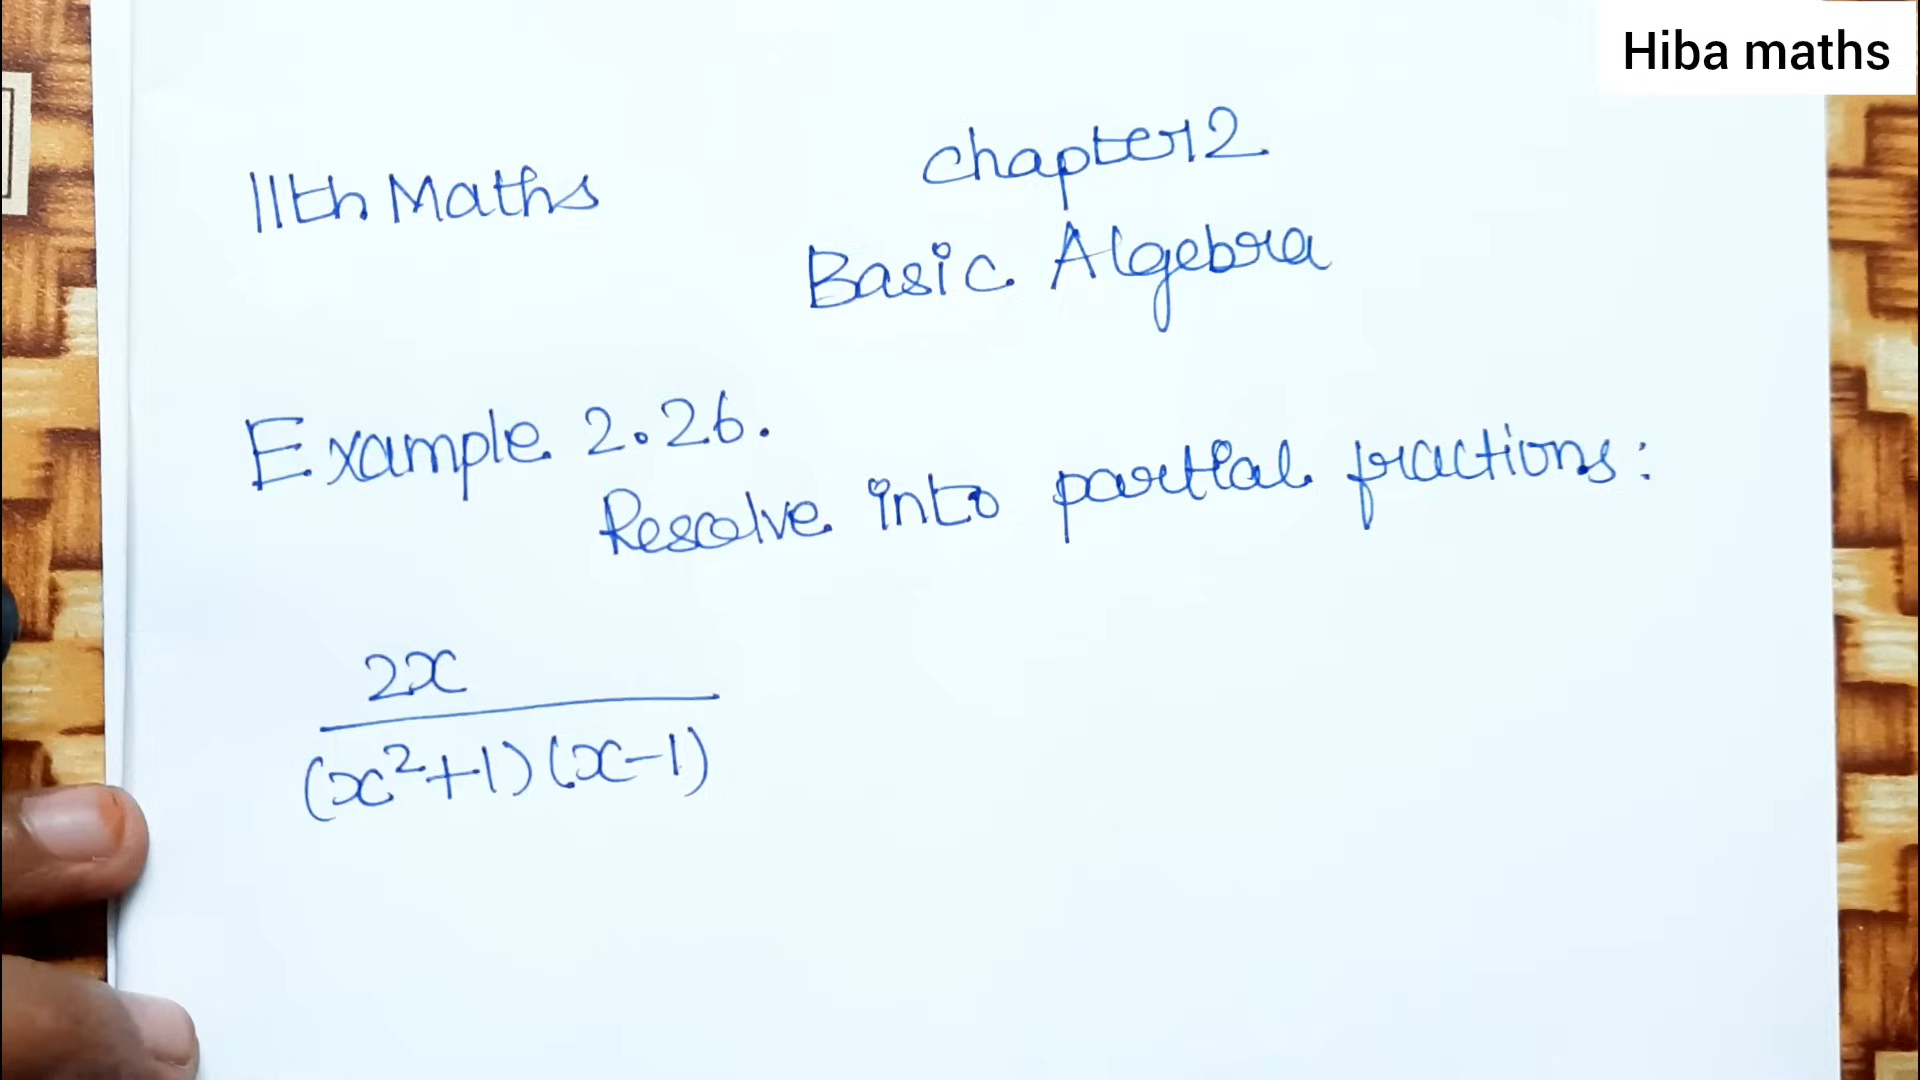 Hiba maths
11th Maths
Chapter 2
Basic Algebra
Example 2.26.
Resolve into partial fractions:
2x
(x²+1)(x-1)